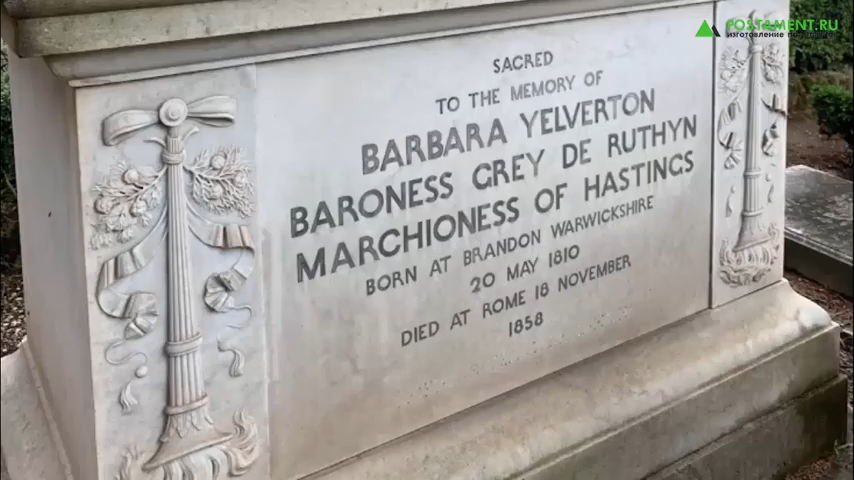 POSTAMENT.RU
SACRED
TO THE MEMORY OF
BARBARA YELVERTON
BARONESS GREY DE RUTHYN
MARCHIONESS OF HASTINGS
BORN AT BRANDON WARWICKSHIRE
20 MAY 1810
DIED AT ROME 18 NOVEMBER
1858